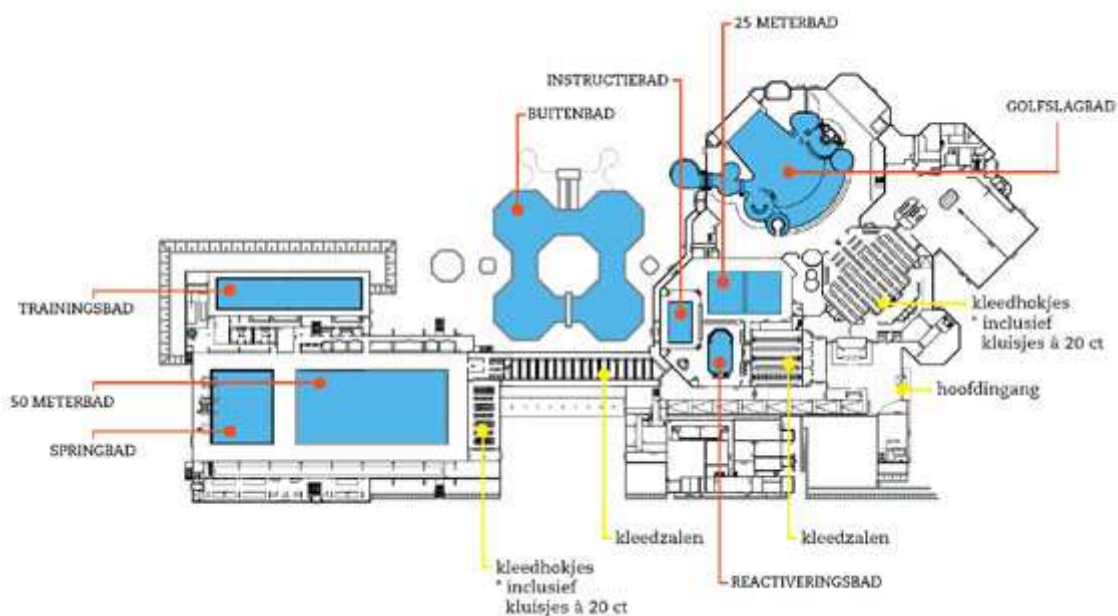 25 METERBAD
INSTRUCTIEBAD
BUITENBAD
GOLFSLAGBAD
TRAININGSBAD
kleedhokjes
* inclusief
kluisjes à 20 ct
hoofdingang
50 METERBAD
SPRINGBAD
kleedzalen
kleedzalen
kleedhokjes
* inclusief
kluisjes à 20 ct
REACTIVERINGSBAD